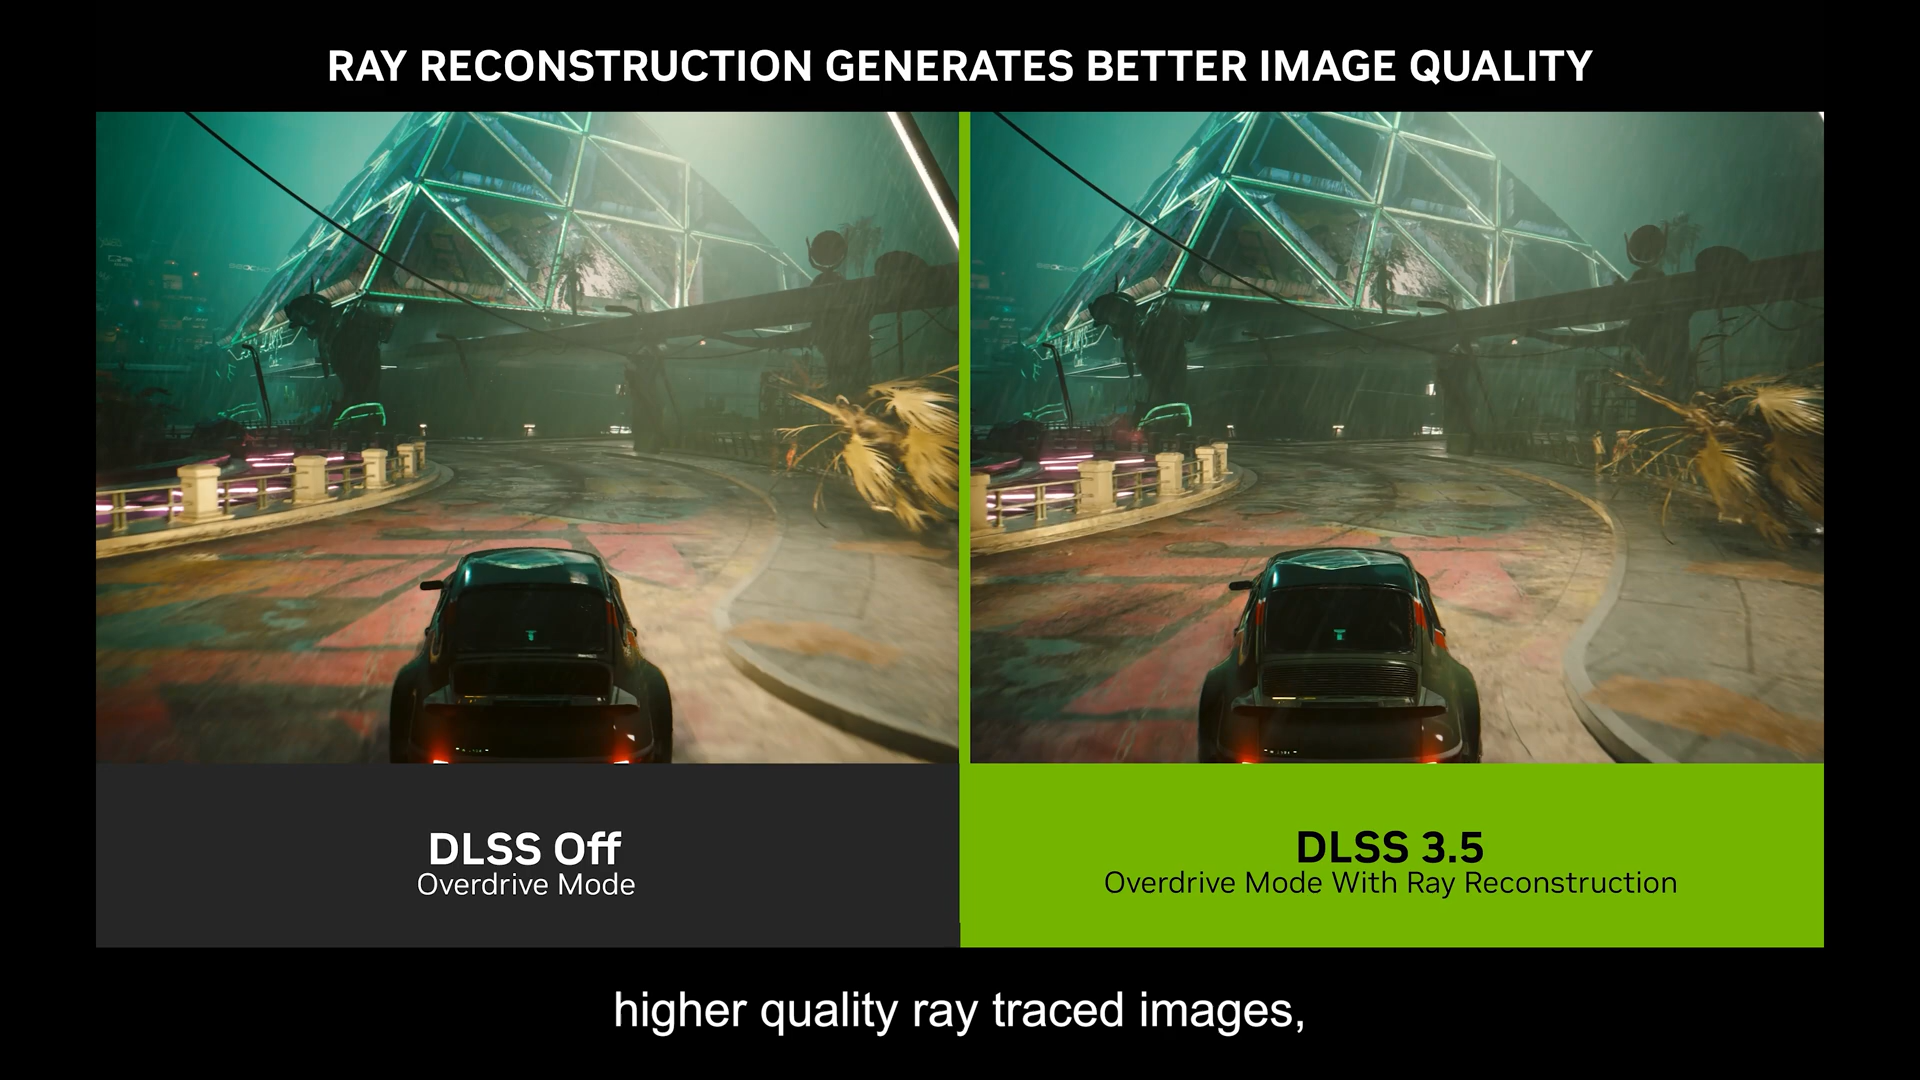 RAY RECONSTRUCTION GENERATES BETTER IMAGE QUALITY
DLSS Off
Overdrive Mode
DLSS 3.5
Overdrive Mode With Ray Reconstruction
higher quality ray traced images,